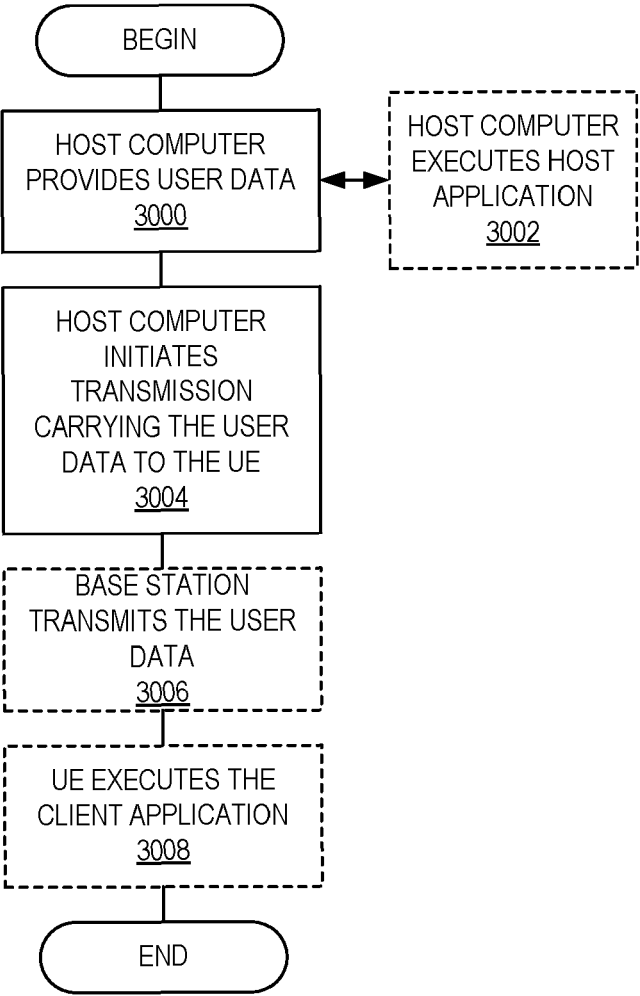 BEGIN
HOST COMPUTER
PROVIDES USER DATA
3000
HOST COMPUTER
EXECUTES HOST
APPLICATION
3002
HOST COMPUTER
INITIATES
TRANSMISSION
CARRYING THE USER
DATA TO THE UE
3004
BASE STATION
TRANSMITS THE USER
DATA
3006
UE EXECUTES THE
CLIENT APPLICATION
3008
END